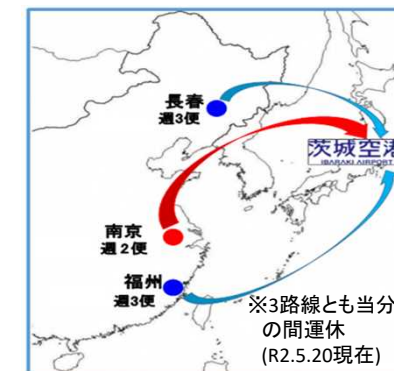 長春
週3便
茨城空港
IBARAKI AIRPORT
南京
週2便
福州
週3便
※3路線とも当分
の間運休
(R2.5.20現在)